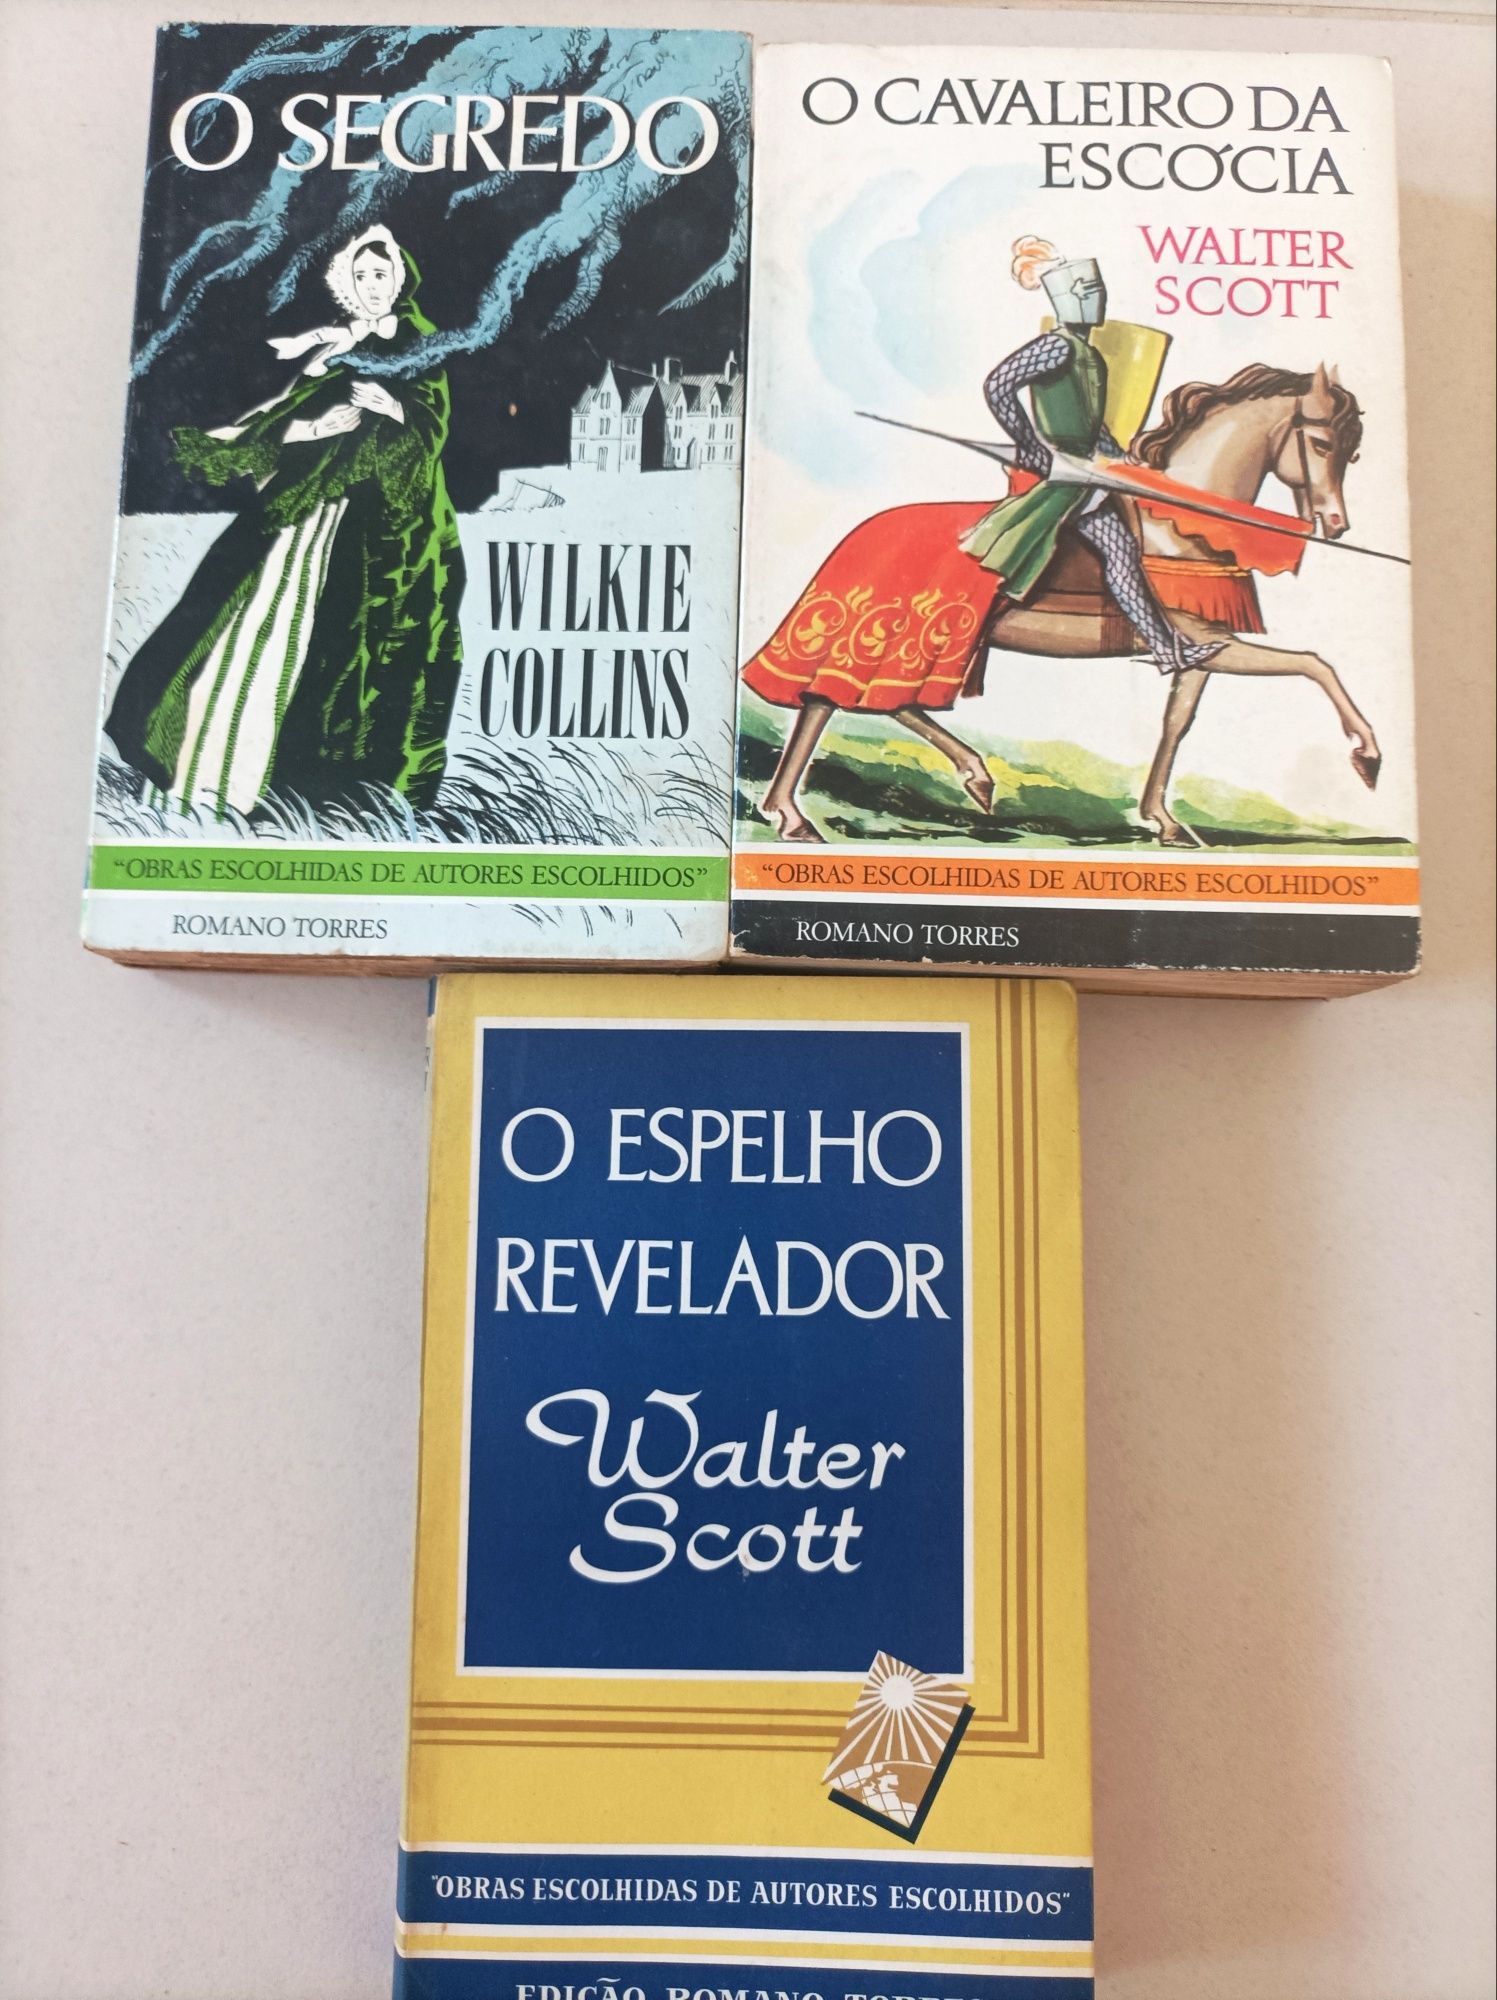 O SEGREDO
WILKIE
COLLINS
"OBRAS ESCOLHIDAS DE AUTORES ESCOLHIDOS"
ROMANO TORRES
O CAVALEIRO DA
ESCÓCIA
WALTER
SCOTT
"OBRAS ESCOLHIDAS DE AUTORES ESCOLHIDOS"
ROMANO TORRES
O ESPELHO
REVELADOR
Walter
Scott
"OBRAS ESCOLHIDAS DE AUTORES ESCOLHIDOS"
EDIÇÃO ROMANO TORRES